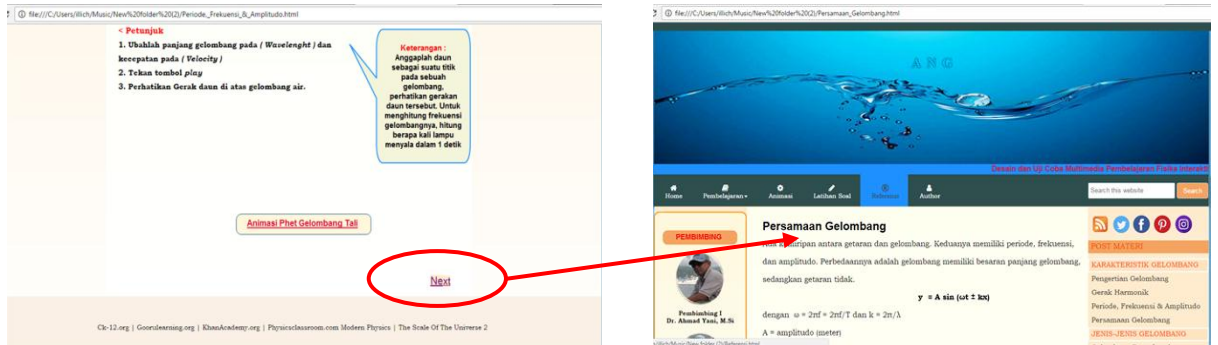 file:///C:/Users/illich/Music/New%20folder%20(2)/Periode,_Frekuensi_&_Amplitudo.html
< Petunjuk
1. Ubahlah panjang gelombang pada ( Wavelenght ) dan
kecepatan pada ( Velocity )
2. Tekan tombol play
3. Perhatikan Gerak daun di atas gelombang air.
Keterangan :
Anggaplah daun
sebagai suatu titik
pada sebuah
gelombang,
perhatikan gerakan
daun tersebut. Untuk
menghitung frekuensi
gelombangnya, hitung
berapa kali lampu
menyala dalam 1 detik
Animasi Phet Gelombang Tali
Next
Ck-12.org | Goorulearning.org | KhanAcademy.org | Physicsclassroom.com Modern Physics | The Scale Of The Universe 2
file:///C:/Users/illich/Music/New%20folder%20(2)/Persamaan_Gelombang.html
A N G
Desain dan Uji Coba Multimedia Pembelajaran Fisika Interakti
Home
Pembelajaran
Animasi
Latihan Soal
Referensi
Author
Search this website
Search
PEMBIMBING
Pembimbing I
Dr. Ahmad Yani, M.Si
Persamaan Gelombang
antara getaran dan gelombang. Keduanya memiliki periode, frekuensi,
dan amplitudo. Perbedaannya adalah gelombang memiliki besaran panjang gelombang,
sedangkan getaran tidak.
y = A sin (ωt ± kx)
dengan ω = 2πf = 2πf/T dan k = 2π/λ
A = amplitudo (meter)
POST MATERI
KARAKTERISTIK GELOMBANG
Pengertian Gelombang
Gerak Harmonik
Periode, Frekuensi & Amplitudo
Persamaan Gelombang
JENIS-JENIS GELOMBANG